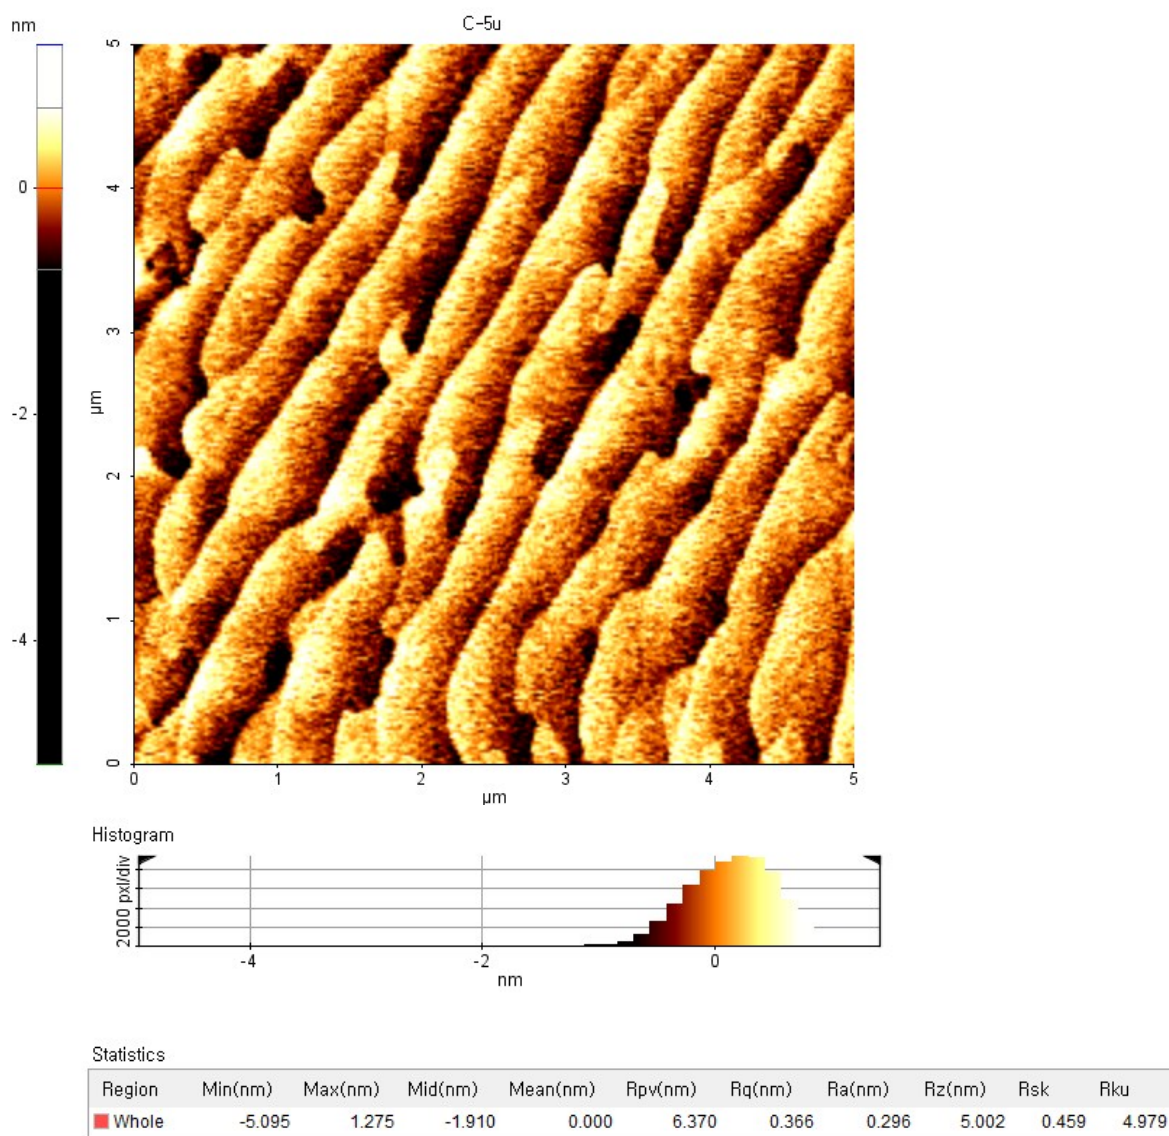 C-5u
nm
0
-2
-4
5
4
3
2
1
0
µm
0 1 2 3 4 5
µm
Histogram
2000 pxl/div
-4 -2 0
nm
Statistics
Region Min(nm) Max(nm) Mid(nm) Mean(nm) Rpv(nm) Rq(nm) Ra(nm) Rz(nm) Rsk Rku
Whole -5.095 1.275 -1.910 0.000 6.370 0.366 0.296 5.002 0.459 4.979